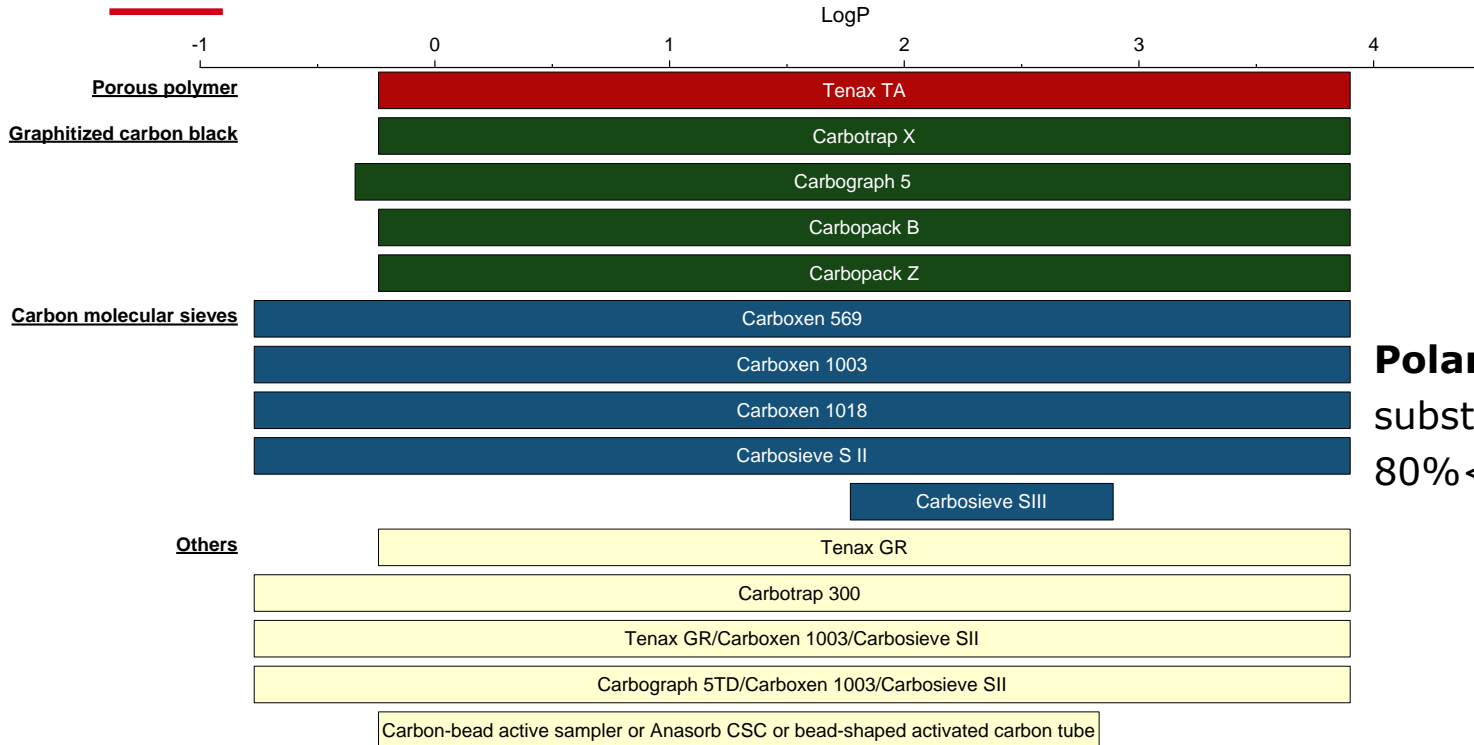 LogP
-1 0 1 2 3 4
Porous polymer Tenax TA
Graphitized carbon black Carbotrap X
Carbograph 5
Carbopack B
Carbopack Z
Carbon molecular sieves Carboxen 569
Carboxen 1003
Polar
Carboxen 1018
subst
Carbosieve S II
80%<
Carbosieve SIII
Others Tenax GR
Carbotrap 300
Tenax GR/Carboxen 1003/Carbosieve SII
Carbograph 5TD/Carboxen 1003/Carbosieve SII
Carbon-bead active sampler or Anasorb CSC or bead-shaped activated carbon tube